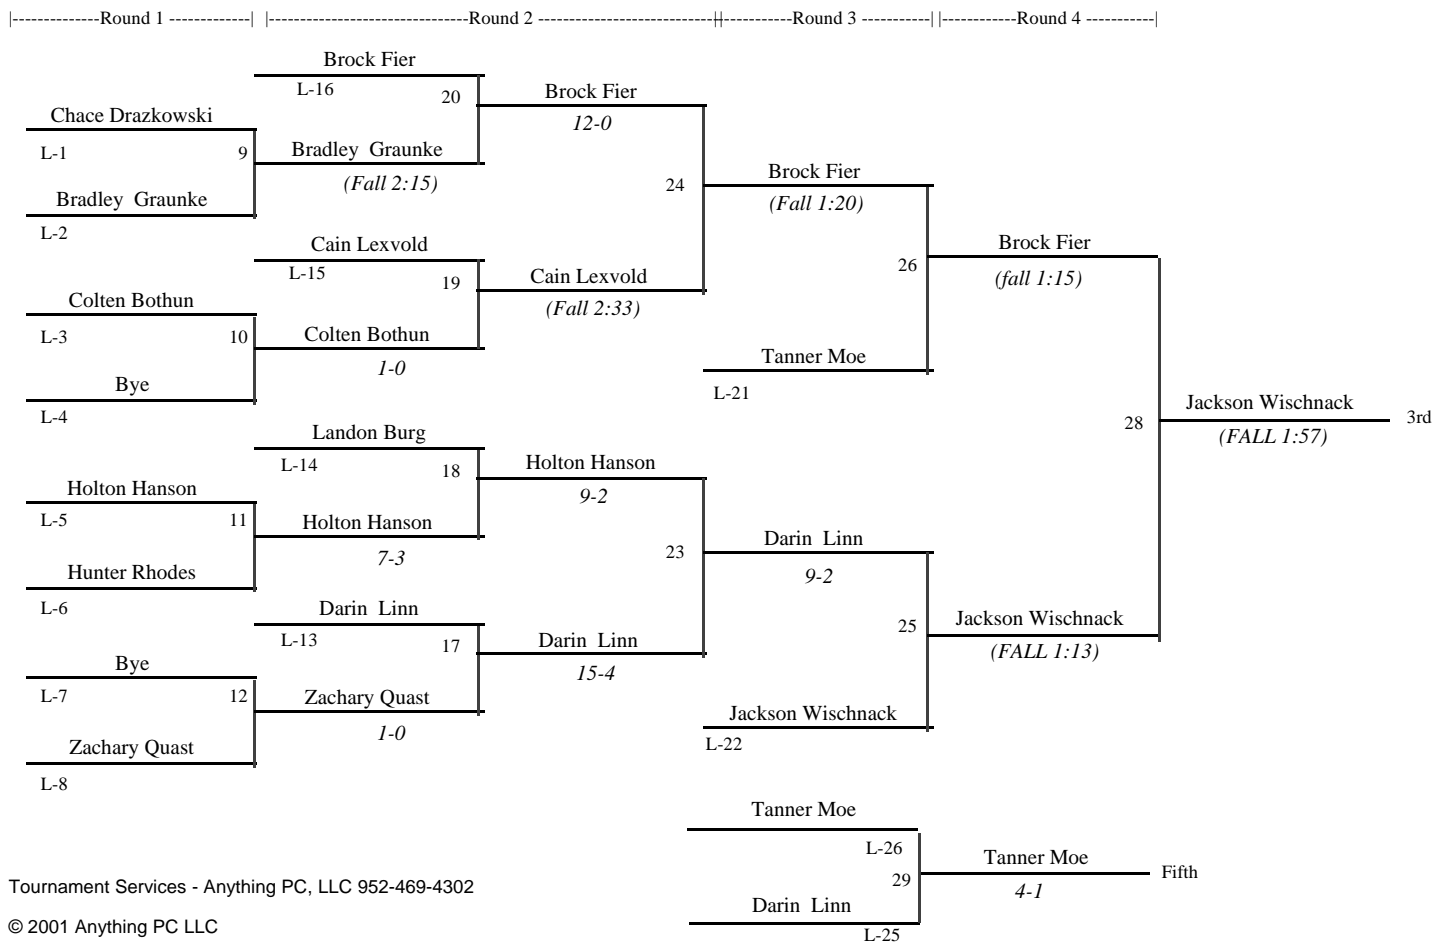 |-------------Round 1 -------------| |-----------------------------Round 2 --------------------------||-----------Round 3 -----------| |------------Round 4 -----------|
Brock Fier
L-16
20
Brock Fier
12-0
Chace Drazkowski
L-1
9
Bradley Graunke
(Fall 2:15)
Bradley Graunke
L-2
24
Brock Fier
(Fall 1:20)
Cain Lexvold
L-15
19
Cain Lexvold
(Fall 2:33)
Colten Bothun
L-3
10
Colten Bothun
1-0
Bye
L-4
26
Brock Fier
(fall 1:15)
Tanner Moe
L-21
28
Jackson Wischnack
(FALL 1:57)
3rd
Landon Burg
L-14
18
Holton Hanson
9-2
Holton Hanson
L-5
11
Holton Hanson
7-3
Hunter Rhodes
L-6
23
Darin Linn
9-2
Darin Linn
L-13
17
Darin Linn
15-4
Bye
L-7
12
Zachary Quast
1-0
Zachary Quast
L-8
25
Jackson Wischnack
(FALL 1:13)
Jackson Wischnack
L-22
Tanner Moe
L-26
29
Tanner Moe
4-1
Fifth
Darin Linn
L-25
Tournament Services - Anything PC, LLC 952-469-4302
© 2001 Anything PC LLC